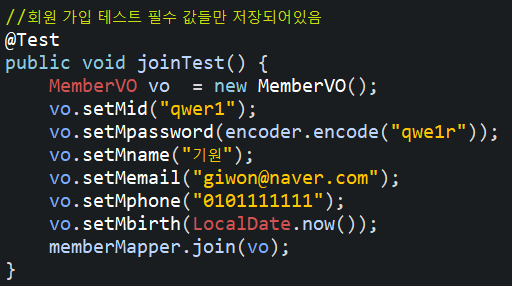 //회원 가입 테스트 필수 값들만 저장되어있음
@Test
public void joinTest() {
    MemberVO vo  = new MemberVO();
    vo.setMid("qwer1");
    vo.setMpassword(encoder.encode("qwe1r"));
    vo.setMname("기원");
    vo.setMemail("giwon@naver.com");
    vo.setMphone("0101111111");
    vo.setMbirth(LocalDate.now());
    memberMapper.join(vo);
}